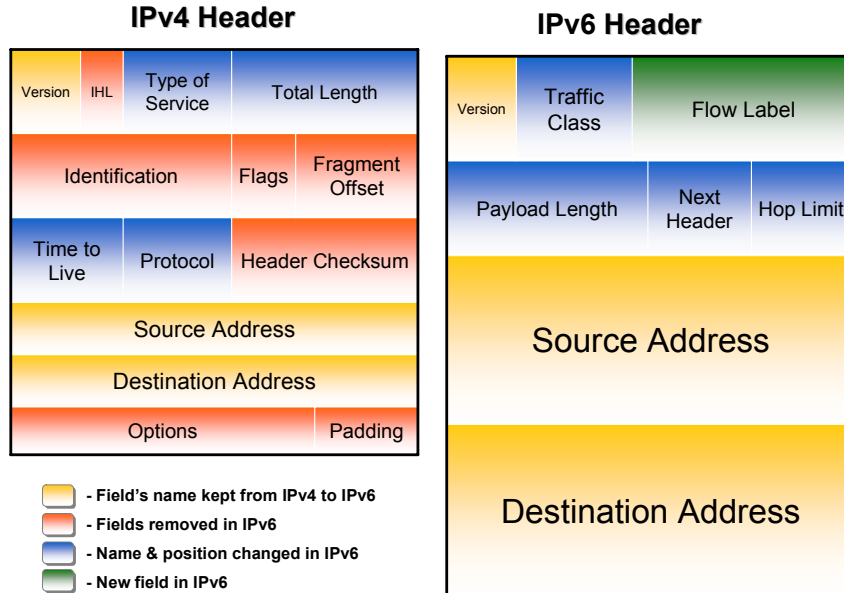 IPv4 Header
Version IHL Type of Service Total Length
Identification Flags Fragment Offset
Time to Live Protocol Header Checksum
Source Address
Destination Address
Options Padding
- Field's name kept from IPv4 to IPv6
- Fields removed in IPv6
- Name & position changed in IPv6
- New field in IPv6
IPv6 Header
Version Traffic Class Flow Label
Payload Length Next Header Hop Limit
Source Address
Destination Address